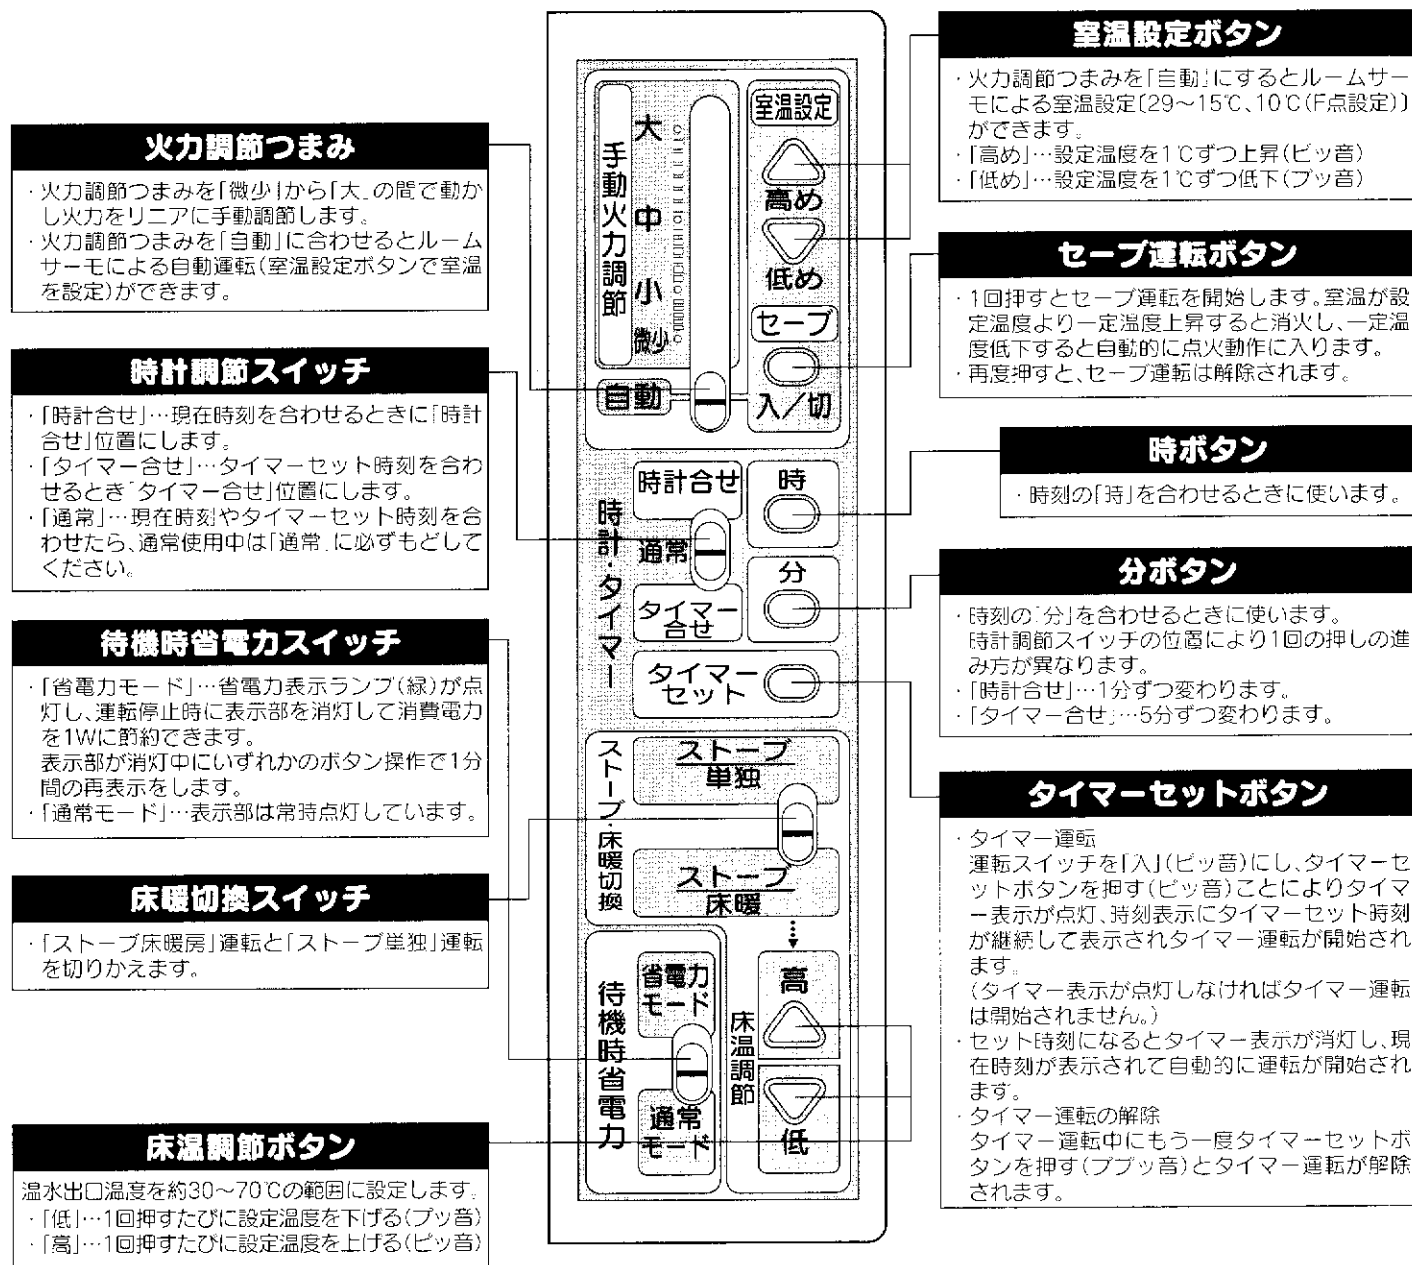 火力調節つまみ
・火力調節つまみを「微少」から「大」の間で動か
し火力をリニアに手動調節します。
・火力調節つまみを「自動」に合わせるとルーム
サーモによる自動運転(室温設定ボタンで室温
を設定)ができます。
時計調節スイッチ
・「時計合せ」…現在時刻を合わせるときに「時計
合せ」位置にします。
・「タイマー合せ」…タイマーセット時刻を合わ
せるとき「タイマー合せ」位置にします。
・「通常」…現在時刻やタイマーセット時刻を合
わせたら、通常使用中は「通常」に必ずもどして
ください。
待機時省電力スイッチ
・「省電力モード」…省電力表示ランプ(緑)が点
灯し、運転停止時に表示部を消灯して消費電力
を1Wに節約できます。
表示部が消灯中にいずれかのボタン操作で1分
間の再表示をします。
・「通常モード」…表示部は常時点灯しています。
床暖切換スイッチ
・「ストーブ床暖房」運転と「ストーブ単独」運転
を切りかえます。
床温調節ボタン
温水出口温度を約30〜70℃の範囲に設定します。
・「低」…1回押すたびに設定温度を下げる(プッ音)
・「高」…1回押すたびに設定温度を上げる(ピッ音)
手動火力調節
大
中
小
微少
自動
室温設定
高め
低め
セーブ
入/切
時計・タイマー
時計合せ
通常
タイマー
合せ
時
分
タイマー
セット
ストーブ・床暖切換
ストーブ
単独
ストーブ
床暖
待機時省電力
省電力
モード
通常
モード
床温調節
高
低
室温設定ボタン
・火力調節つまみを「自動」にするとルームサー
モによる室温設定〔29〜15℃、10℃(F点設定)〕
ができます。
・「高め」…設定温度を1℃ずつ上昇(ピッ音)
・「低め」…設定温度を1℃ずつ低下(プッ音)
セーブ運転ボタン
・1回押すとセーブ運転を開始します。室温が設
定温度より一定温度上昇すると消火し、一定温
度低下すると自動的に点火動作に入ります。
・再度押すと、セーブ運転は解除されます。
時ボタン
・時刻の「時」を合わせるときに使います。
分ボタン
・時刻の「分」を合わせるときに使います。
時計調節スイッチの位置により1回の押しの進
み方が異なります。
・「時計合せ」…1分ずつ変わります。
・「タイマー合せ」…5分ずつ変わります。
タイマーセットボタン
・タイマー運転
運転スイッチを「入」(ピッ音)にし、タイマーセ
ットボタンを押す(ピッ音)ことによりタイマ
ー表示が点灯、時刻表示にタイマーセット時刻
が継続して表示されタイマー運転が開始され
ます。
(タイマー表示が点灯しなければタイマー運転
は開始されません。)
・セット時刻になるとタイマー表示が消灯し、現
在時刻が表示されて自動的に運転が開始され
ます。
・タイマー運転の解除
タイマー運転中にもう一度タイマーセットボ
タンを押す(ププッ音)とタイマー運転が解除
されます。